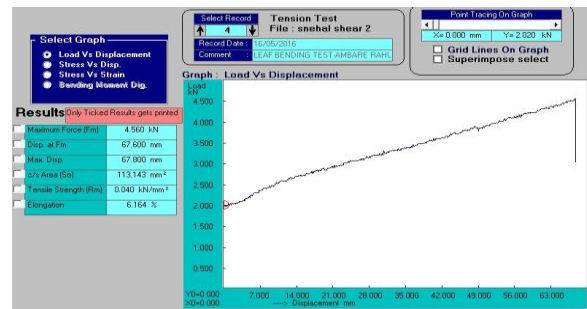 Select Graph
Load Vs Displacement
Stress Vs Disp.
Stress Vs Strain
Bending Moment Dig.
Select Record
4
Tension Test
File : snehal shear 2
Record Date : 16/05/2016
Comment : LEAF BENDING TEST-AMBARE RAHL
Point Tracing On Graph
X= 0.000 mm Y= 2.020 kN
Grid Lines On Graph
Superimpose select
Results Only Ticked Results gets printed
Maximum Force (Fm) 4.560 kN
Disp. at Fm 67.600 mm
Max. Disp. 67.800 mm
c/s Area (So) 113.143 mm²
Tensile Strength (Rm) 0.040 kN/mm²
Elongation 6.164 %
Graph : Load Vs Displacement
Load
kN
4.500
4.000
3.500
3.000
2.500
2.000
1.500
1.000
0.500
Y0=0.000
X0=0.000
7.000 14.000 21.000 28.000 35.000 42.000 49.000 56.000 63.000
----> Displacement mm